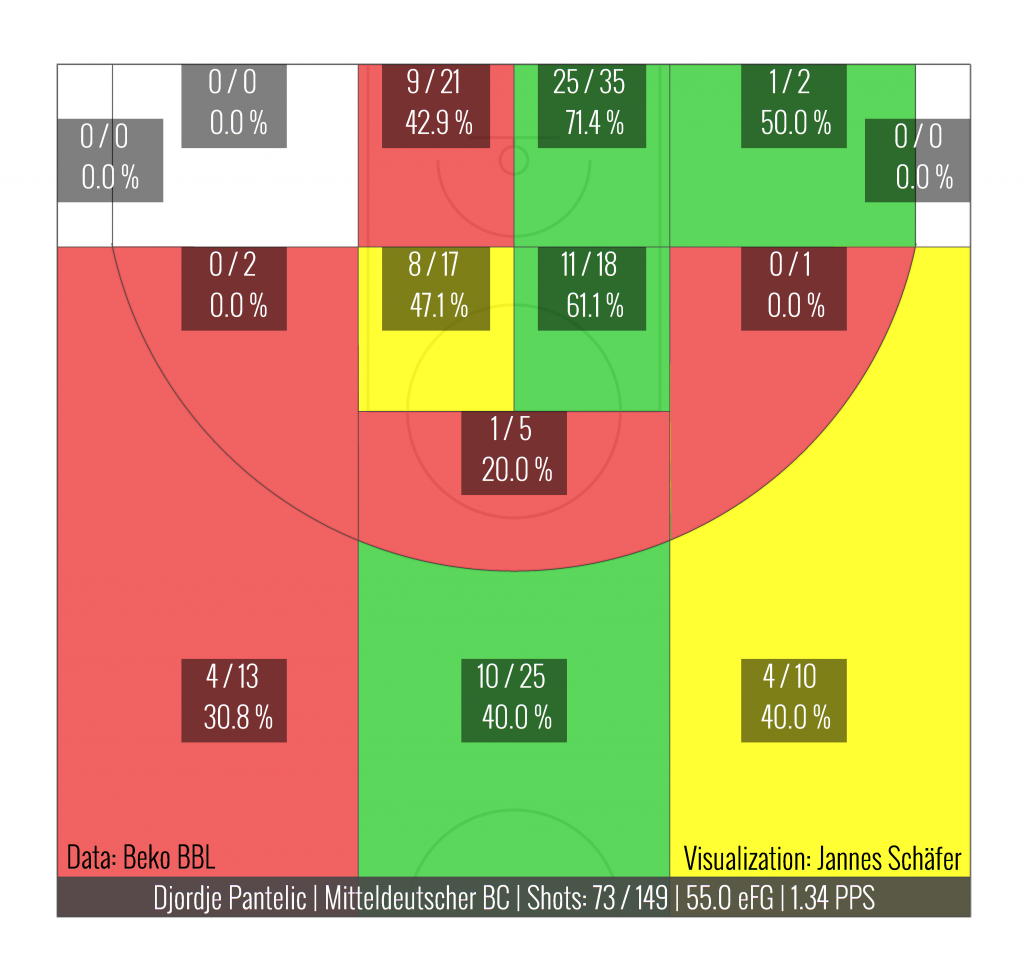 0 / 0
0.0 %
9 / 21
42.9 %
25 / 35
71.4 %
1 / 2
50.0 %
0 / 0
0.0 %
0 / 0
0.0 %
0 / 2
0.0 %
8 / 17
47.1 %
11 / 18
61.1 %
0 / 1
0.0 %
1 / 5
20.0 %
4 / 13
30.8 %
10 / 25
40.0 %
4 / 10
40.0 %
Data: Beko BBL
Visualization: Jannes Schäfer
Djordje Pantelic | Mitteldeutscher BC | Shots: 73 / 149 | 55.0 eFG | 1.34 PPS